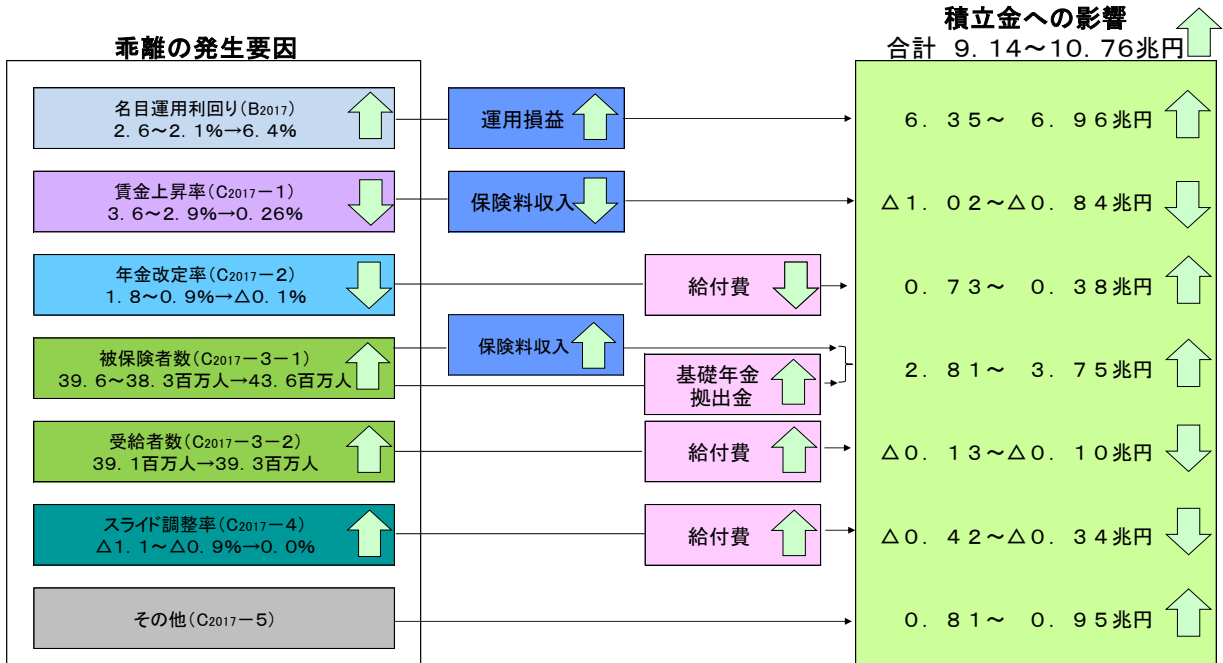 乖離の発生要因
積立金への影響
合計 9.14～10.76兆円
名目運用利回り(B2017)
2.6～2.1%→6.4%
運用損益
6.35～ 6.96兆円
賃金上昇率(C2017－1)
3.6～2.9%→0.26%
保険料収入
△1.02～△0.84兆円
年金改定率(C2017－2)
1.8～0.9%→△0.1%
給付費
0.73～ 0.38兆円
被保険者数(C2017－3－1)
39.6～38.3百万人→43.6百万人
保険料収入
基礎年金
拠出金
2.81～ 3.75兆円
受給者数(C2017－3－2)
39.1百万人→39.3百万人
給付費
△0.13～△0.10兆円
スライド調整率(C2017－4)
△1.1～△0.9%→0.0%
給付費
△0.42～△0.34兆円
その他(C2017－5)
0.81～ 0.95兆円